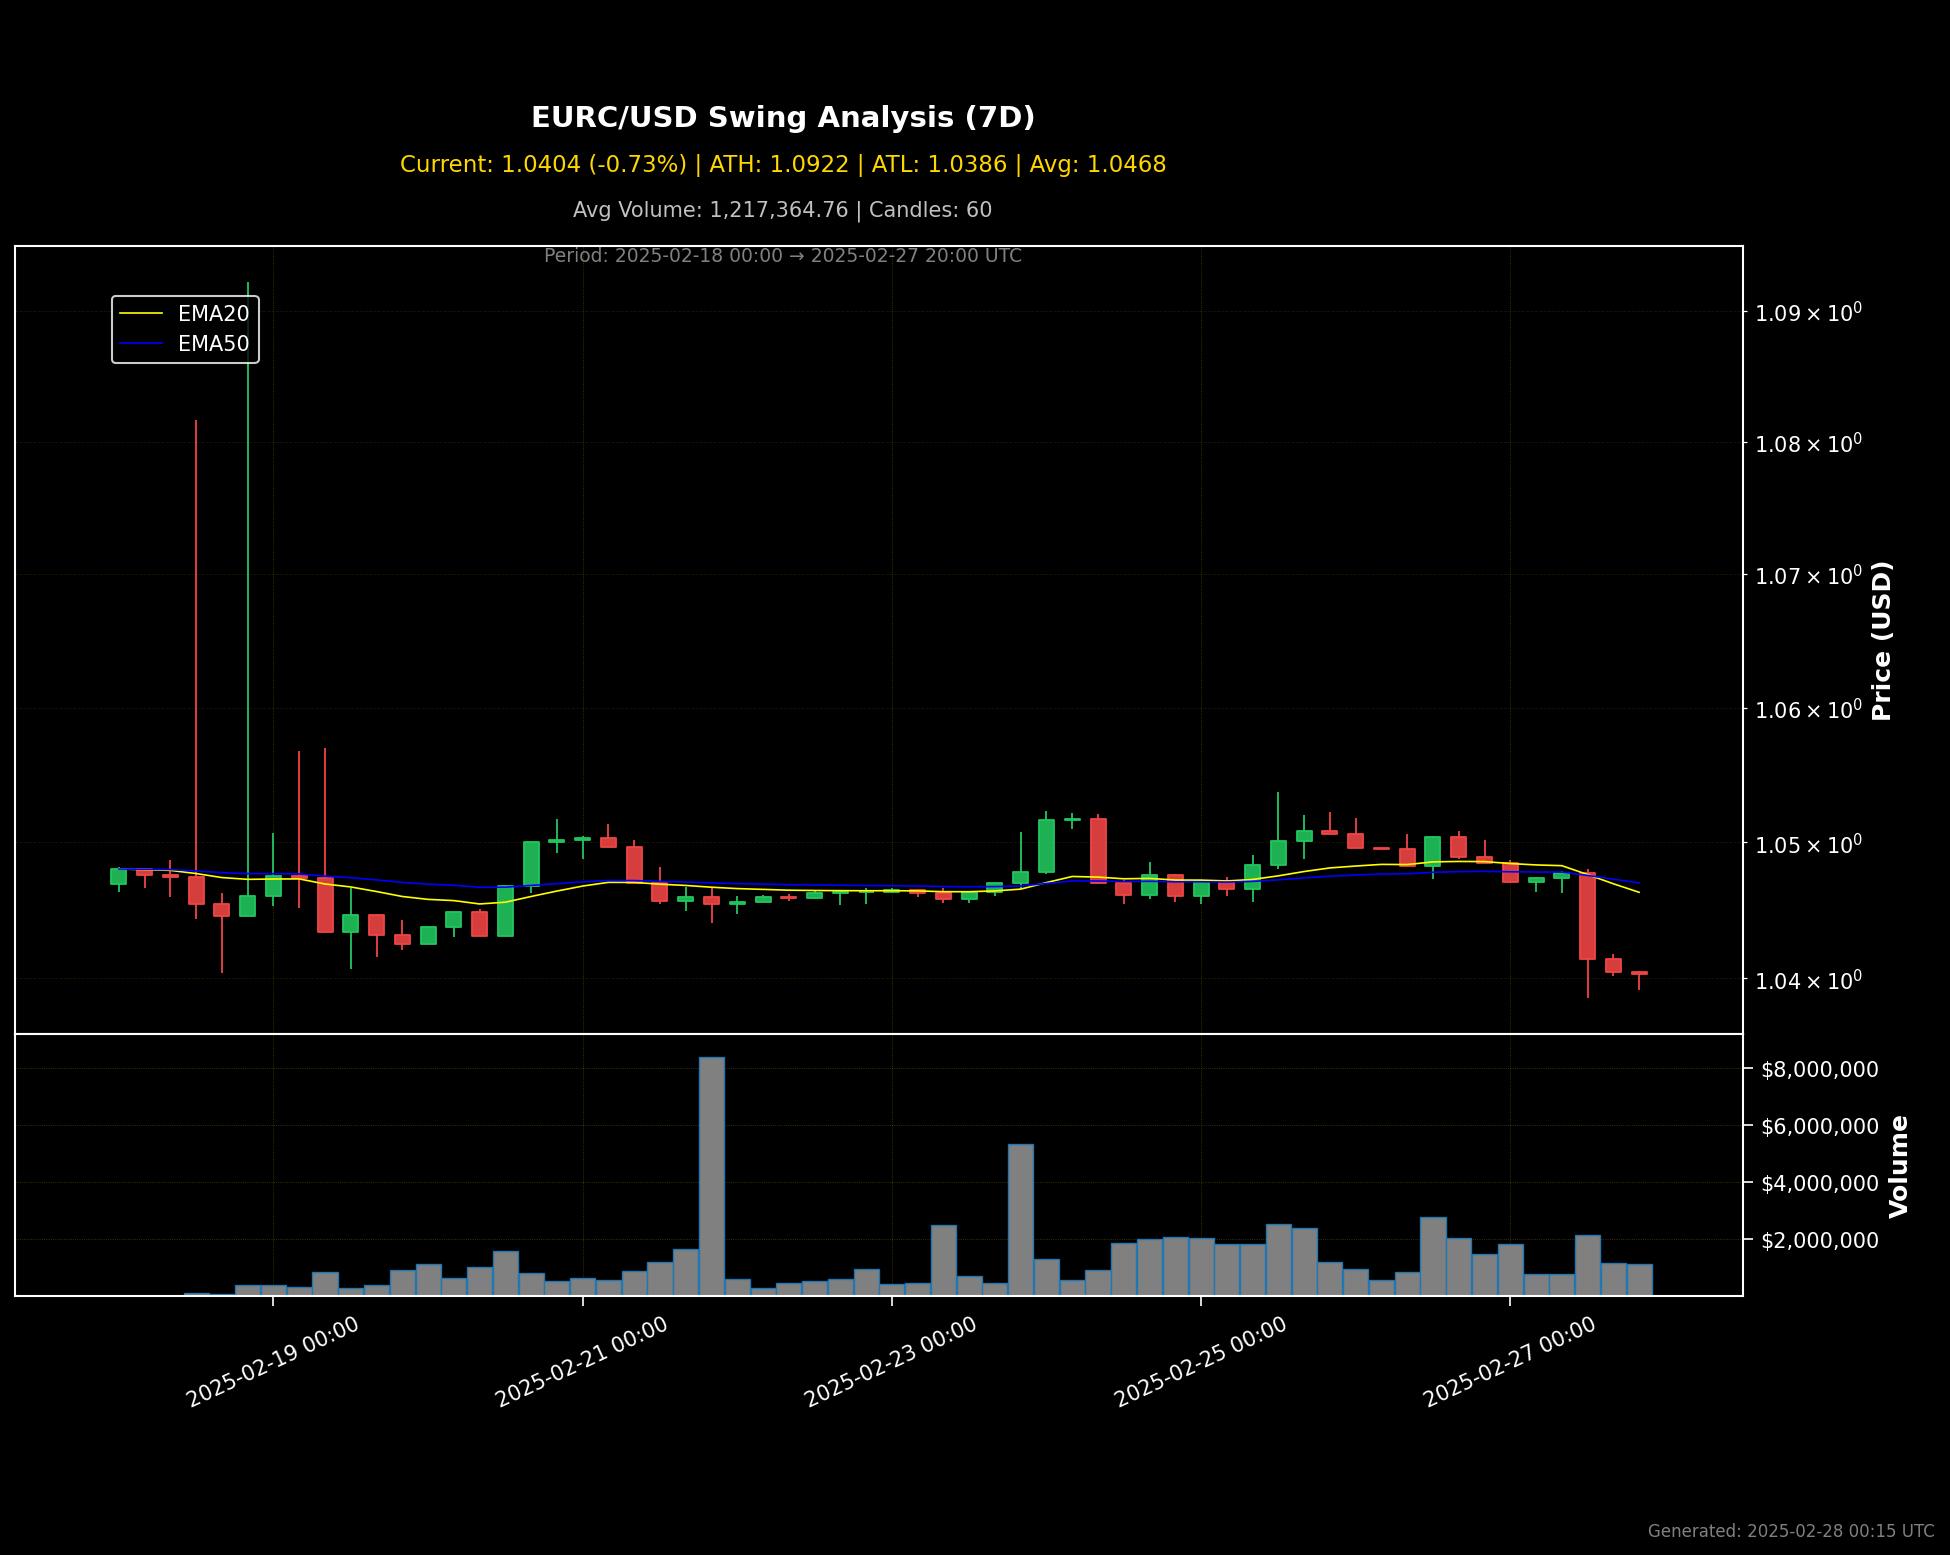 EURC/USD Swing Analysis (7D)
Current: 1.0404 (-0.73%) | ATH: 1.0922 | ATL: 1.0386 | Avg: 1.0468
Avg Volume: 1,217,364.76 | Candles: 60
Period: 2025-02-18 00:00 → 2025-02-27 20:00 UTC
EMA20
EMA50
1.09 × 10⁰
1.08 × 10⁰
1.07 × 10⁰
1.06 × 10⁰
1.05 × 10⁰
1.04 × 10⁰
Price (USD)
$8,000,000
$6,000,000
$4,000,000
$2,000,000
Volume
2025-02-19 00:00
2025-02-21 00:00
2025-02-23 00:00
2025-02-25 00:00
2025-02-27 00:00
Generated: 2025-02-28 00:15 UTC